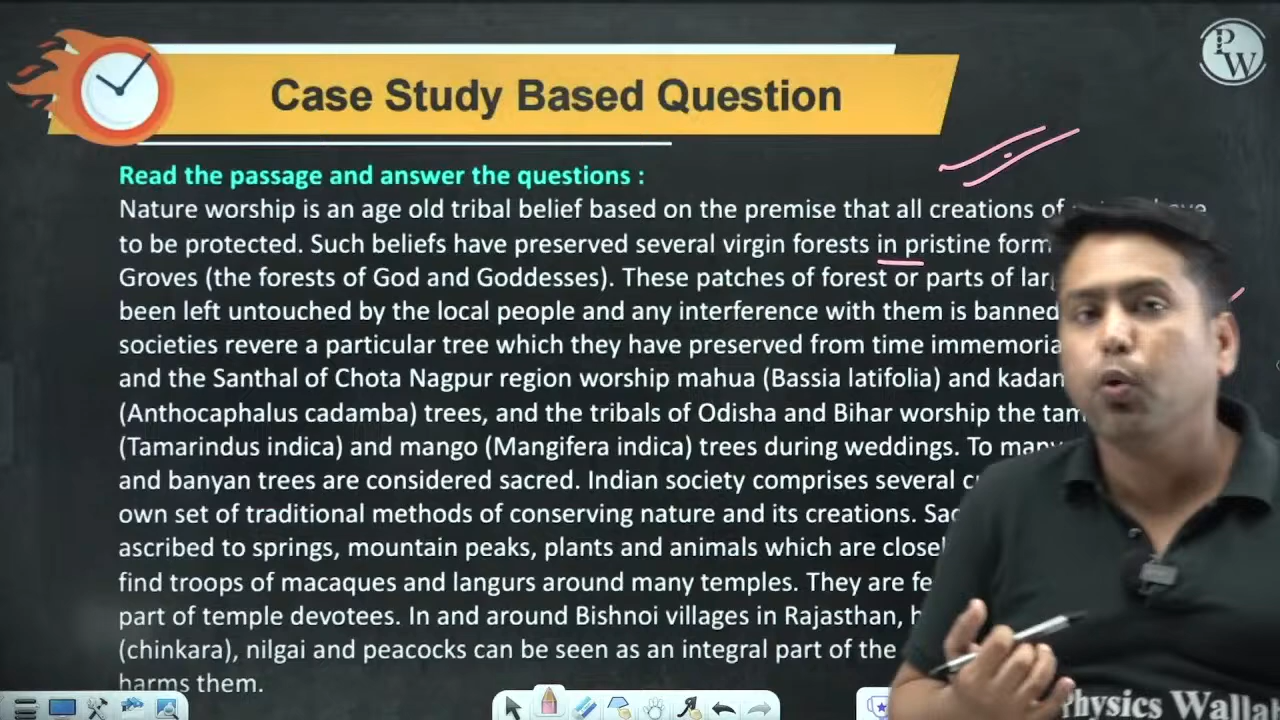 PW
Case Study Based Question
Read the passage and answer the questions :
Nature worship is an age old tribal belief based on the premise that all creations of
to be protected. Such beliefs have preserved several virgin forests in pristine form
Groves (the forests of God and Goddesses). These patches of forest or parts of
been left untouched by the local people and any interference with them is banned
societies revere a particular tree which they have preserved from time
and the Santhal of Chota Nagpur region worship mahua (Bassia latifolia) and
(Anthocaphalus cadamba) trees, and the tribals of Odisha and Bihar worship the
(Tamarindus indica) and mango (Mangifera indica) trees during weddings. To many
and banyan trees are considered sacred. Indian society comprises several
own set of traditional methods of conserving nature and its creations.
ascribed to springs, mountain peaks, plants and animals which are
find troops of macaques and langurs around many temples. They are
part of temple devotees. In and around Bishnoi villages in Rajasthan,
(chinkara), nilgai and peacocks can be seen as an integral part of the
harms them.
Physics